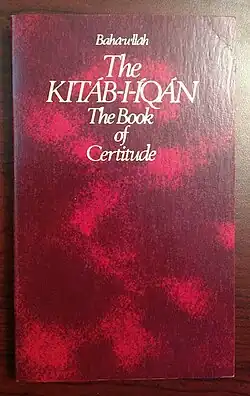 Bahá'u'lláh
The
KITÁB-I-ÍQÁN
The Book
of
Certitude